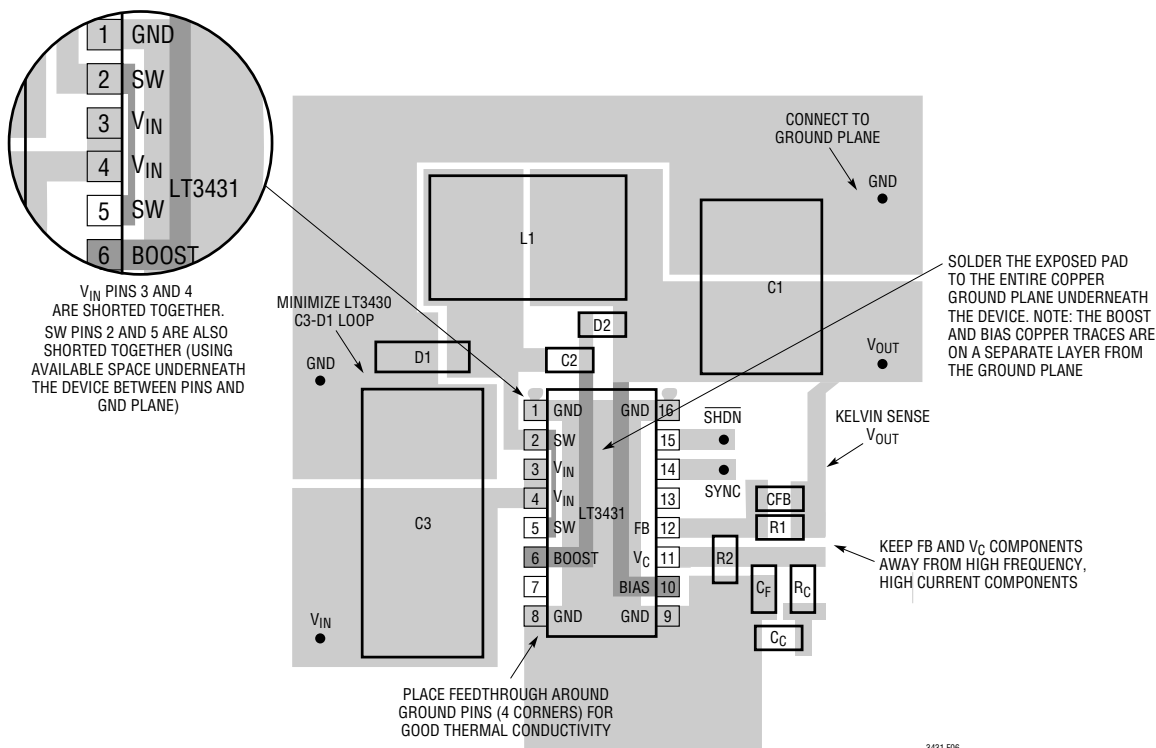 1 GND
2 SW
3 VIN
4 VIN
LT3431
5 SW
6 BOOST
VIN PINS 3 AND 4
ARE SHORTED TOGETHER.
SW PINS 2 AND 5 ARE ALSO
SHORTED TOGETHER (USING
AVAILABLE SPACE UNDERNEATH
THE DEVICE BETWEEN PINS AND
GND PLANE)
CONNECT TO
GROUND PLANE
GND
L1
C1
MINIMIZE LT3430
C3-D1 LOOP
GND
D1
D2
C2
VOUT
SOLDER THE EXPOSED PAD
TO THE ENTIRE COPPER
GROUND PLANE UNDERNEATH
THE DEVICE. NOTE: THE BOOST
AND BIAS COPPER TRACES ARE
ON A SEPARATE LAYER FROM
THE GROUND PLANE
C3
VIN
1 GND GND 16
2 SW 15
3 VIN 14
4 VIN 13
LT3431
5 SW FB 12
6 BOOST VC 11
7 BIAS 10
8 GND GND 9
SHDN
SYNC
KELVIN SENSE
VOUT
CFB
R1
R2
CF
RC
CC
KEEP FB AND VC COMPONENTS
AWAY FROM HIGH FREQUENCY,
HIGH CURRENT COMPONENTS
PLACE FEEDTHROUGH AROUND
GROUND PINS (4 CORNERS) FOR
GOOD THERMAL CONDUCTIVITY
3431 F06